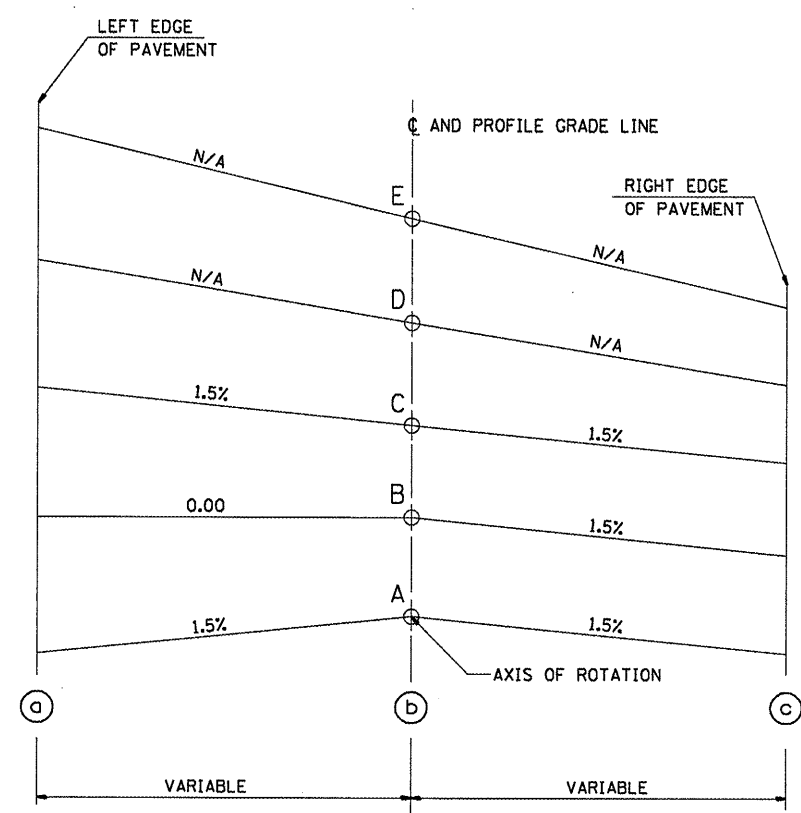 LEFT EDGE
OF PAVEMENT
℄ AND PROFILE GRADE LINE
N/A
E
RIGHT EDGE
OF PAVEMENT
N/A
N/A
D
N/A
1.5%
C
1.5%
0.00
B
1.5%
A
1.5%
1.5%
AXIS OF ROTATION
a
b
c
VARIABLE
VARIABLE